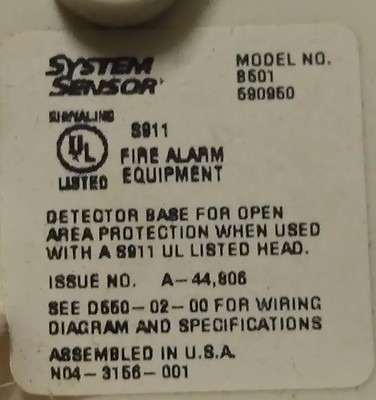 SYSTEM SENSOR
MODEL NO.
B501
590950
SIGNALING
UL
LISTED
S911
FIRE ALARM
EQUIPMENT
DETECTOR BASE FOR OPEN
AREA PROTECTION WHEN USED
WITH A S911 UL LISTED HEAD.
ISSUE NO. A-44,806
SEE D550-02-00 FOR WIRING
DIAGRAM AND SPECIFICATIONS
ASSEMBLED IN U.S.A.
N04-3156-001